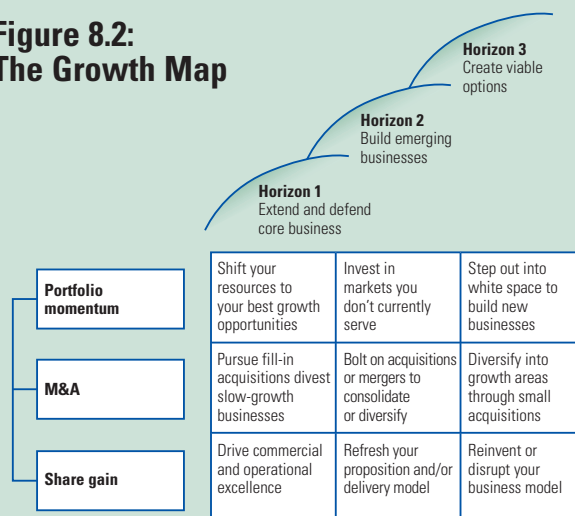 Figure 8.2:
The Growth Map
Horizon 3
Create viable
options
Horizon 2
Build emerging
businesses
Horizon 1
Extend and defend
core business
Portfolio
momentum
Shift your
resources to
your best growth
opportunities
Invest in
markets you
don't currently
serve
Step out into
white space to
build new
businesses
M&A
Pursue fill-in
acquisitions divest
slow-growth
businesses
Bolt on acquisitions
or mergers to
consolidate
or diversify
Diversify into
growth areas
through small
acquisitions
Share gain
Drive commercial
and operational
excellence
Refresh your
proposition and/or
delivery model
Reinvent or
disrupt your
business model